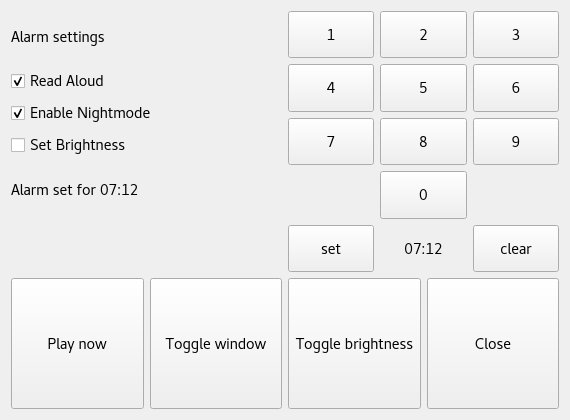 Alarm settings
1 2 3
Read Aloud
4 5 6
Enable Nightmode
7 8 9
Set Brightness
Alarm set for 07:12
0
set 07:12 clear
Play now Toggle window Toggle brightness Close